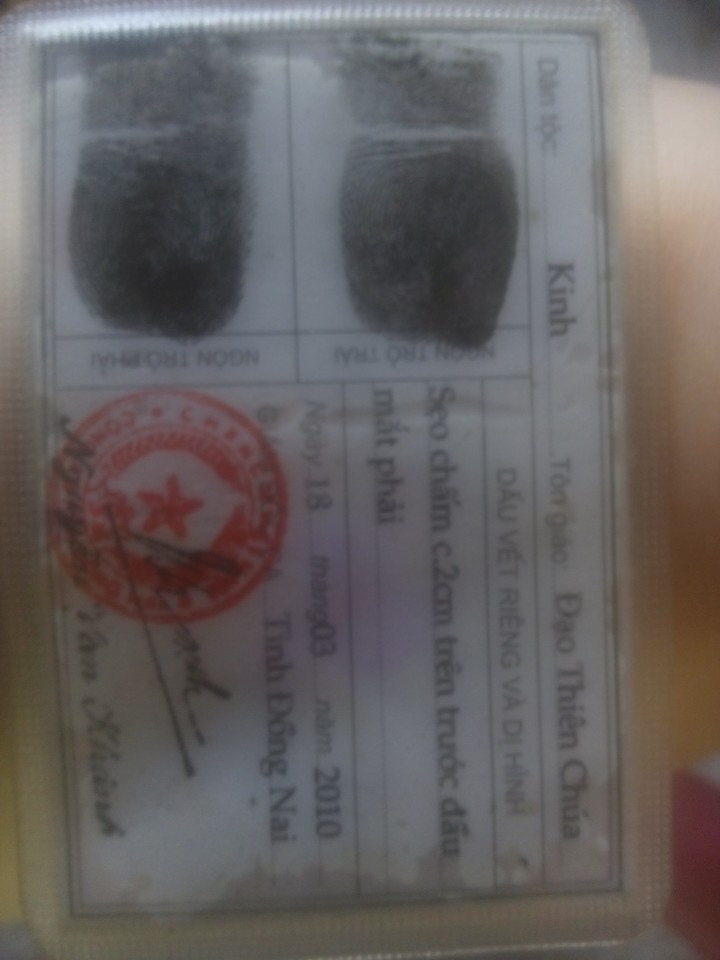 Dân tộc: Kinh Tôn giáo: Đạo Thiên Chúa
NGÓN TRỎ TRÁI
NGÓN TRỎ PHẢI
DẤU VẾT RIÊNG VÀ DỊ HÌNH
Sẹo chấm c.2cm trên trước đầu
mắt phải
Ngày 18 tháng 03 năm 2010
Tỉnh Đồng Nai
Nguyễn Văn Khánh